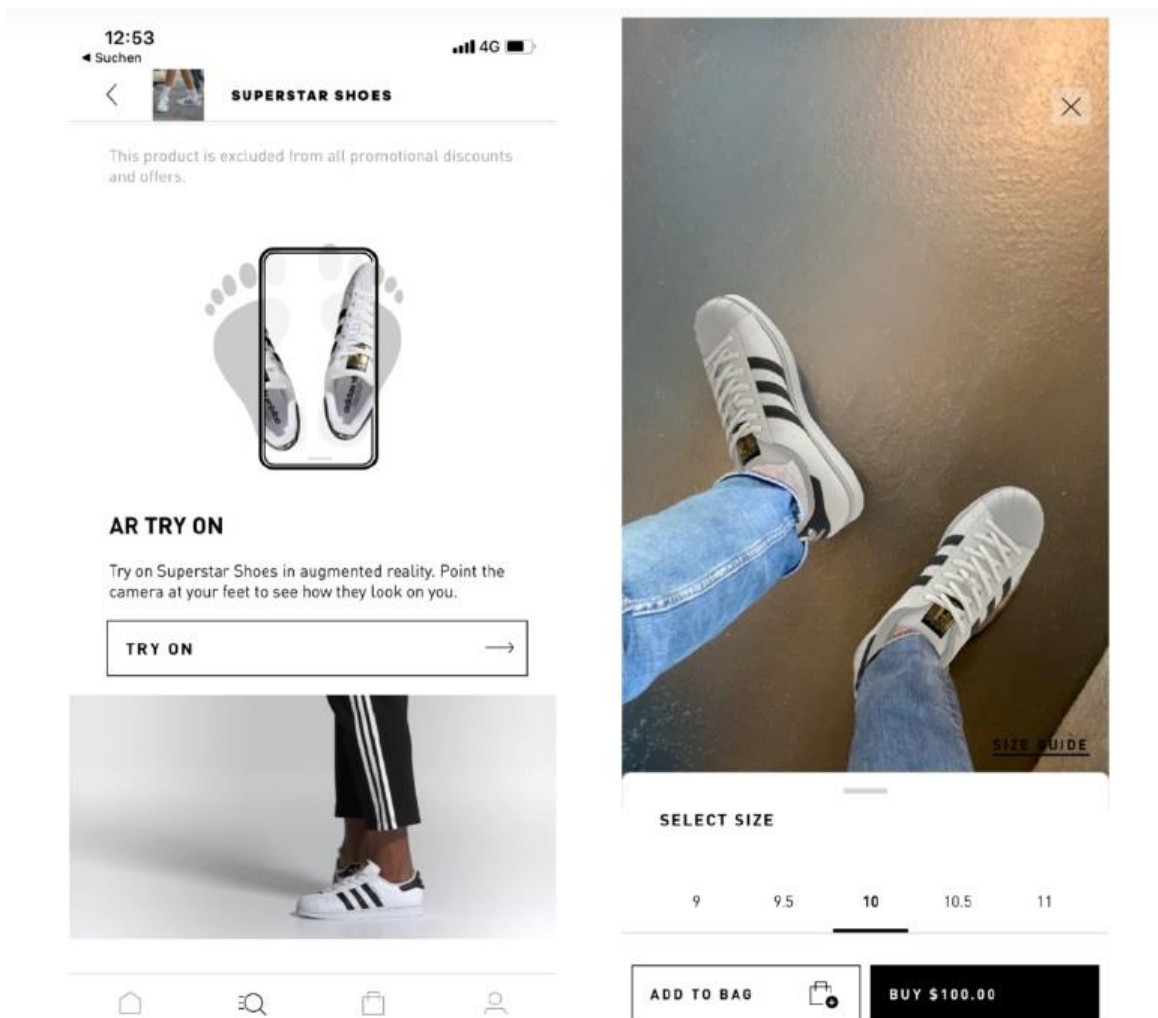 12:53
4G
◀ Suchen
SUPERSTAR SHOES
This product is excluded from all promotional discounts
and offers.
AR TRY ON
Try on Superstar Shoes in augmented reality. Point the
camera at your feet to see how they look on you.
TRY ON
SIZE GUIDE
SELECT SIZE
9 9.5 10 10.5 11
ADD TO BAG
BUY $100.00